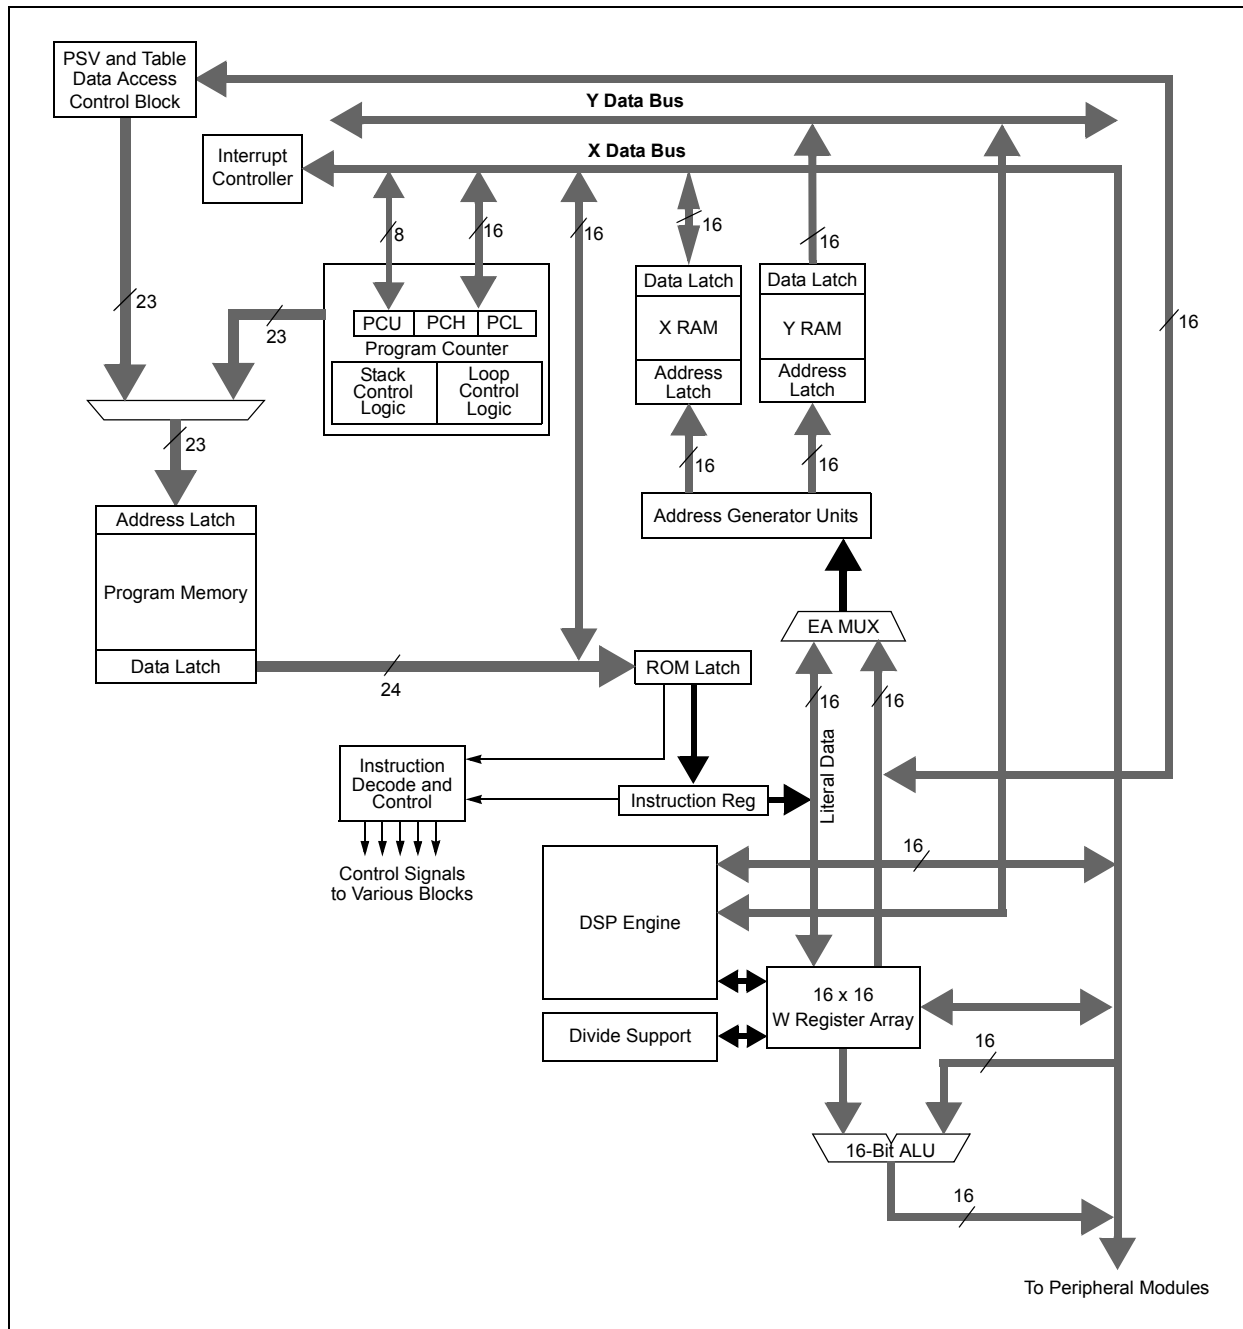 PSV and Table
Data Access
Control Block
Y Data Bus
Interrupt
Controller
X Data Bus
8
16
16
16
16
23
23
16
PCU
PCH
PCL
Program Counter
Stack
Control
Logic
Loop
Control
Logic
Data Latch
X RAM
Address
Latch
Data Latch
Y RAM
Address
Latch
23
16
16
Address Latch
Program Memory
Data Latch
Address Generator Units
EA MUX
24
ROM Latch
16
16
Literal Data
Instruction
Decode and
Control
Instruction Reg
Control Signals
to Various Blocks
16
DSP Engine
16 x 16
W Register Array
Divide Support
16
16-Bit ALU
16
To Peripheral Modules